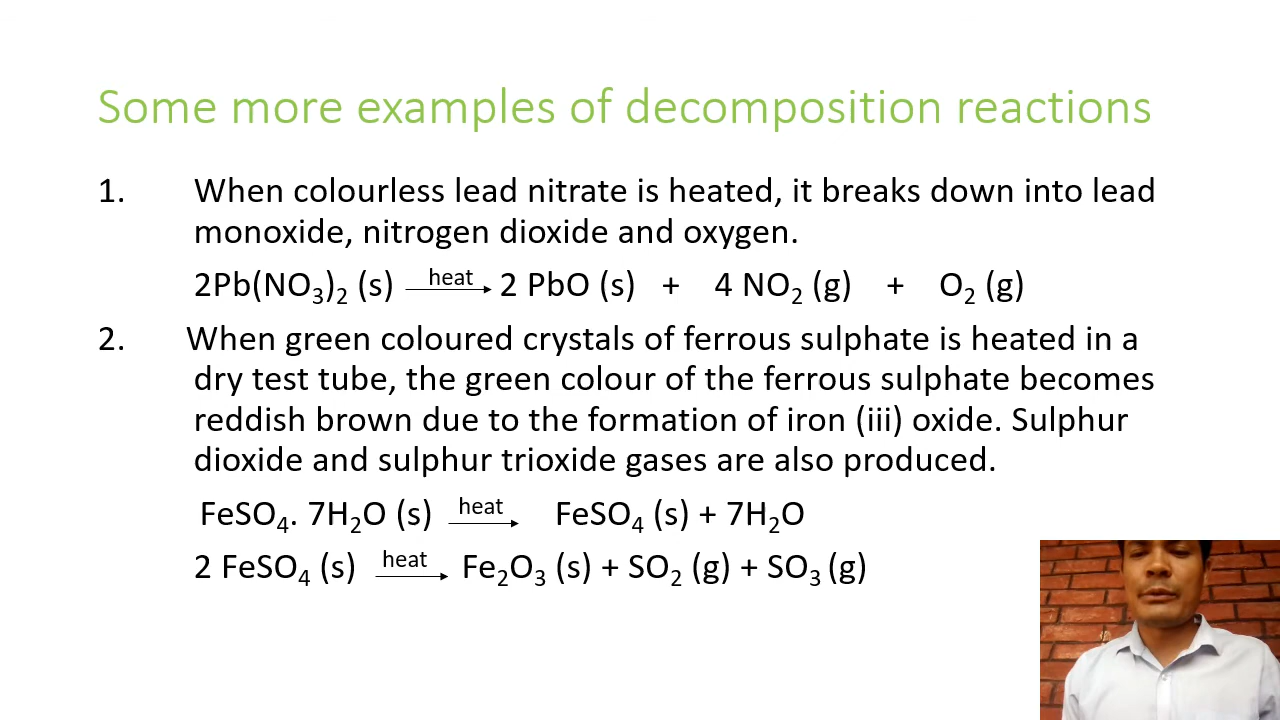 Some more examples of decomposition reactions
1. When colourless lead nitrate is heated, it breaks down into lead
monoxide, nitrogen dioxide and oxygen.
2Pb(NO₃)₂ (s) heat→ 2 PbO (s) + 4 NO₂ (g) + O₂ (g)
2. When green coloured crystals of ferrous sulphate is heated in a
dry test tube, the green colour of the ferrous sulphate becomes
reddish brown due to the formation of iron (iii) oxide. Sulphur
dioxide and sulphur trioxide gases are also produced.
FeSO₄. 7H₂O (s) heat→ FeSO₄ (s) + 7H₂O
2 FeSO₄ (s) heat→ Fe₂O₃ (s) + SO₂ (g) + SO₃ (g)